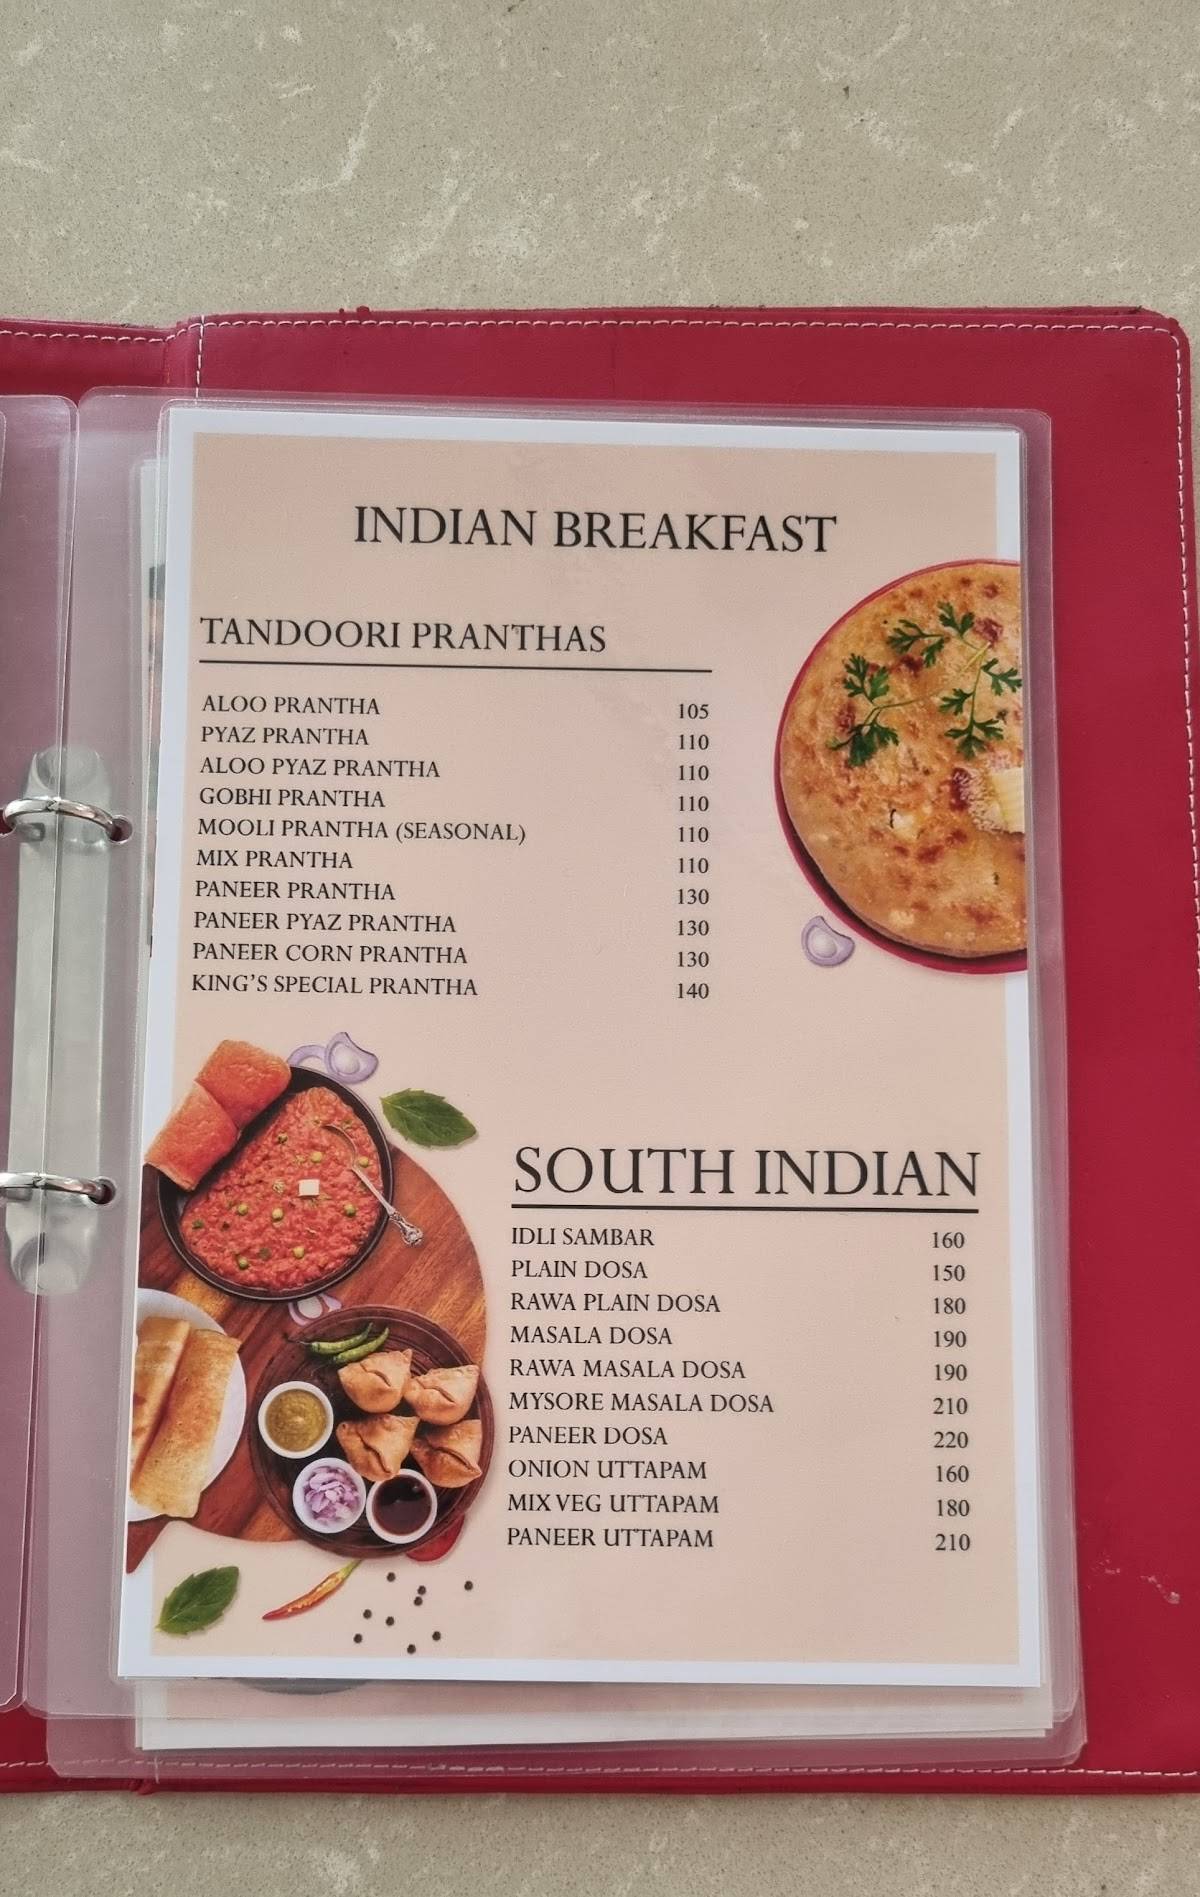 INDIAN BREAKFAST
TANDOORI PRANTHAS
ALOO PRANTHA 105
PYAZ PRANTHA 110
ALOO PYAZ PRANTHA 110
GOBHI PRANTHA 110
MOOLI PRANTHA (SEASONAL) 110
MIX PRANTHA 110
PANEER PRANTHA 130
PANEER PYAZ PRANTHA 130
PANEER CORN PRANTHA 130
KING'S SPECIAL PRANTHA 140
SOUTH INDIAN
IDLI SAMBAR 160
PLAIN DOSA 150
RAWA PLAIN DOSA 180
MASALA DOSA 190
RAWA MASALA DOSA 190
MYSORE MASALA DOSA 210
PANEER DOSA 220
ONION UTTAPAM 160
MIX VEG UTTAPAM 180
PANEER UTTAPAM 210